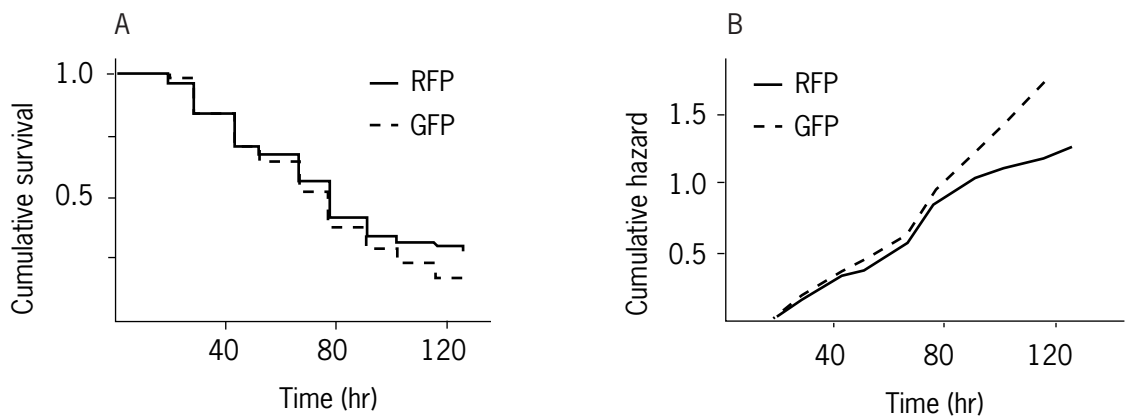 A
1.0
0.5
Cumulative survival
RFP
GFP
40
80
120
Time (hr)
B
1.5
1.0
0.5
Cumulative hazard
RFP
GFP
40
80
120
Time (hr)